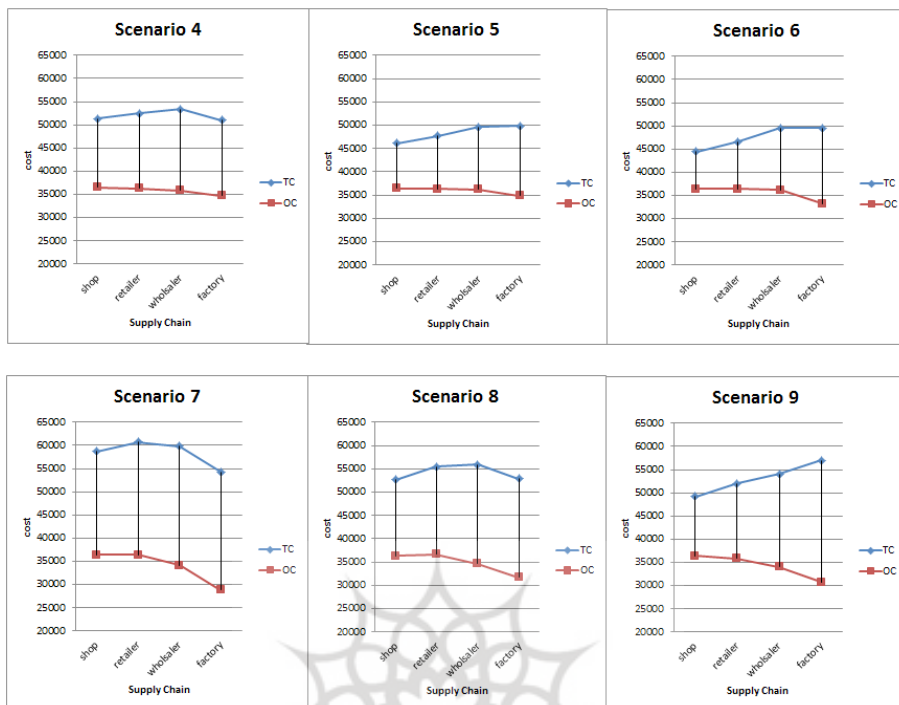 Scenario 4
65000
60000
55000
50000
45000
40000
35000
30000
25000
20000
cost
TC
OC
shop
retailer
wholsaler
factory
Supply Chain
Scenario 5
65000
60000
55000
50000
45000
40000
35000
30000
25000
20000
cost
TC
OC
shop
retailer
wholsaler
factory
Supply Chain
Scenario 6
65000
60000
55000
50000
45000
40000
35000
30000
25000
20000
cost
TC
OC
shop
retailer
wholsaler
factory
Supply Chain
Scenario 7
65000
60000
55000
50000
45000
40000
35000
30000
25000
20000
cost
TC
OC
shop
retailer
wholsaler
factory
Supply Chain
Scenario 8
65000
60000
55000
50000
45000
40000
35000
30000
25000
20000
cost
TC
OC
shop
retailer
wholsaler
factory
Supply Chain
Scenario 9
65000
60000
55000
50000
45000
40000
35000
30000
25000
20000
cost
TC
OC
shop
retailer
wholsaler
factory
Supply Chain